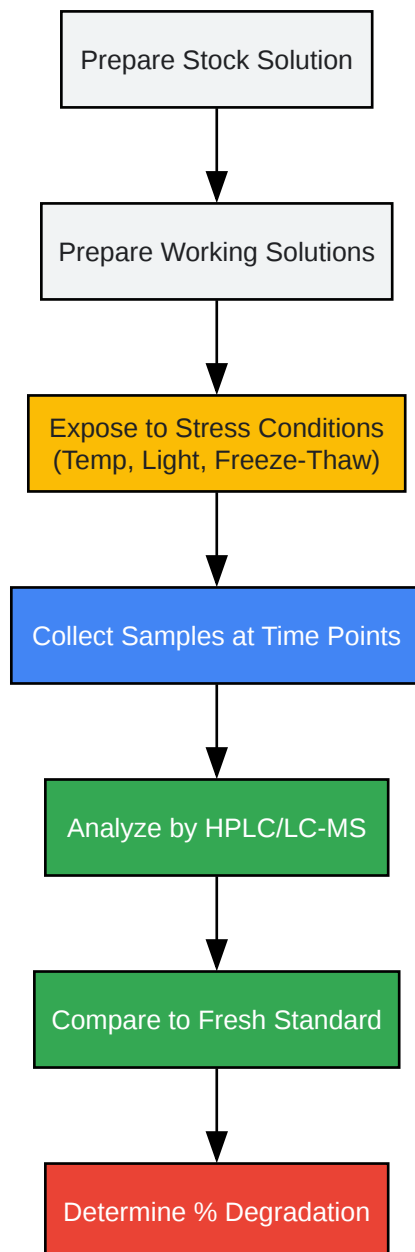 Prepare Stock Solution
Prepare Working Solutions
Expose to Stress Conditions
(Temp, Light, Freeze-Thaw)
Collect Samples at Time Points
Analyze by HPLC/LC-MS
Compare to Fresh Standard
Determine % Degradation